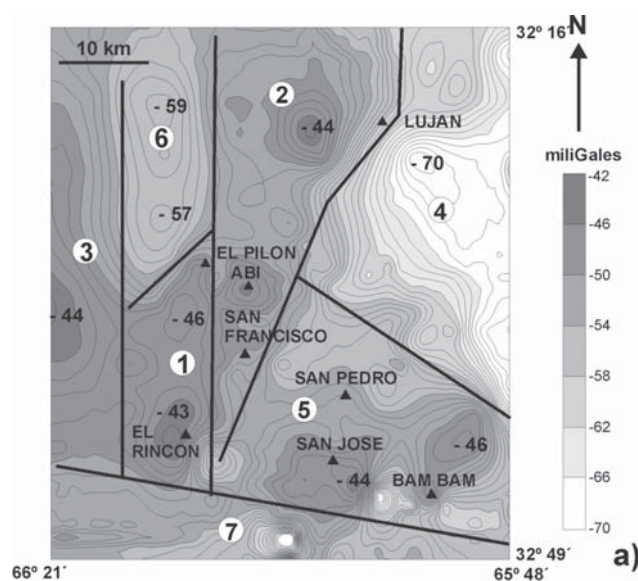 32º 16´
N
10 km
2
- 59
6
- 44
LUJAN
- 70
4
miliGales
-42
-46
-50
-54
-58
-62
-66
-70
- 57
3
EL PILON
ABI
- 44
- 46
SAN
FRANCISCO
1
SAN PEDRO
5
- 43
EL
RINCON
SAN JOSE
- 46
- 44
BAM BAM
7
a)
32º 49´
66º 21´
65º 48´